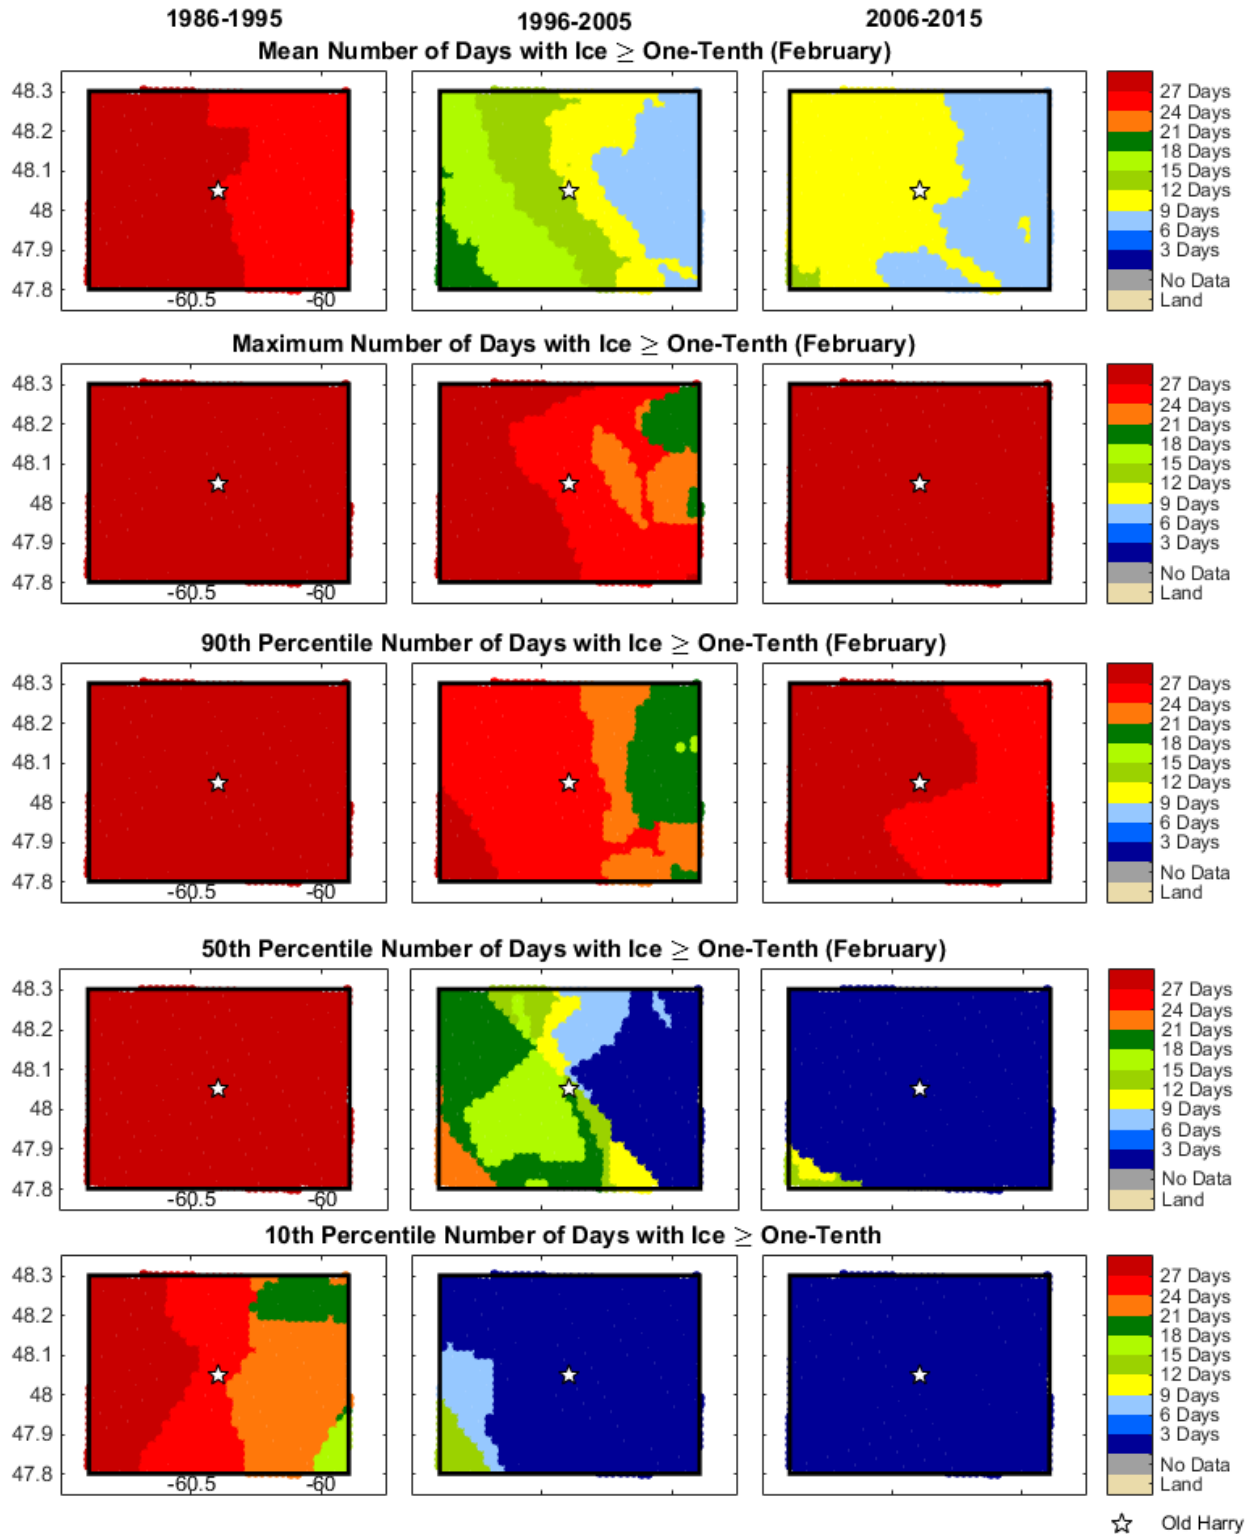 1986-1995 1996-2005 2006-2015
Mean Number of Days with Ice ≥ One-Tenth (February)
48.3
48.2
48.1
48
47.9
47.8
-60.5 -60
27 Days
24 Days
21 Days
18 Days
15 Days
12 Days
9 Days
6 Days
3 Days
No Data
Land
Maximum Number of Days with Ice ≥ One-Tenth (February)
48.3
48.2
48.1
48
47.9
47.8
-60.5 -60
27 Days
24 Days
21 Days
18 Days
15 Days
12 Days
9 Days
6 Days
3 Days
No Data
Land
90th Percentile Number of Days with Ice ≥ One-Tenth (February)
48.3
48.2
48.1
48
47.9
47.8
-60.5 -60
27 Days
24 Days
21 Days
18 Days
15 Days
12 Days
9 Days
6 Days
3 Days
No Data
Land
50th Percentile Number of Days with Ice ≥ One-Tenth (February)
48.3
48.2
48.1
48
47.9
47.8
-60.5 -60
27 Days
24 Days
21 Days
18 Days
15 Days
12 Days
9 Days
6 Days
3 Days
No Data
Land
10th Percentile Number of Days with Ice ≥ One-Tenth
48.3
48.2
48.1
48
47.9
47.8
-60.5 -60
27 Days
24 Days
21 Days
18 Days
15 Days
12 Days
9 Days
6 Days
3 Days
No Data
Land
Old Harry